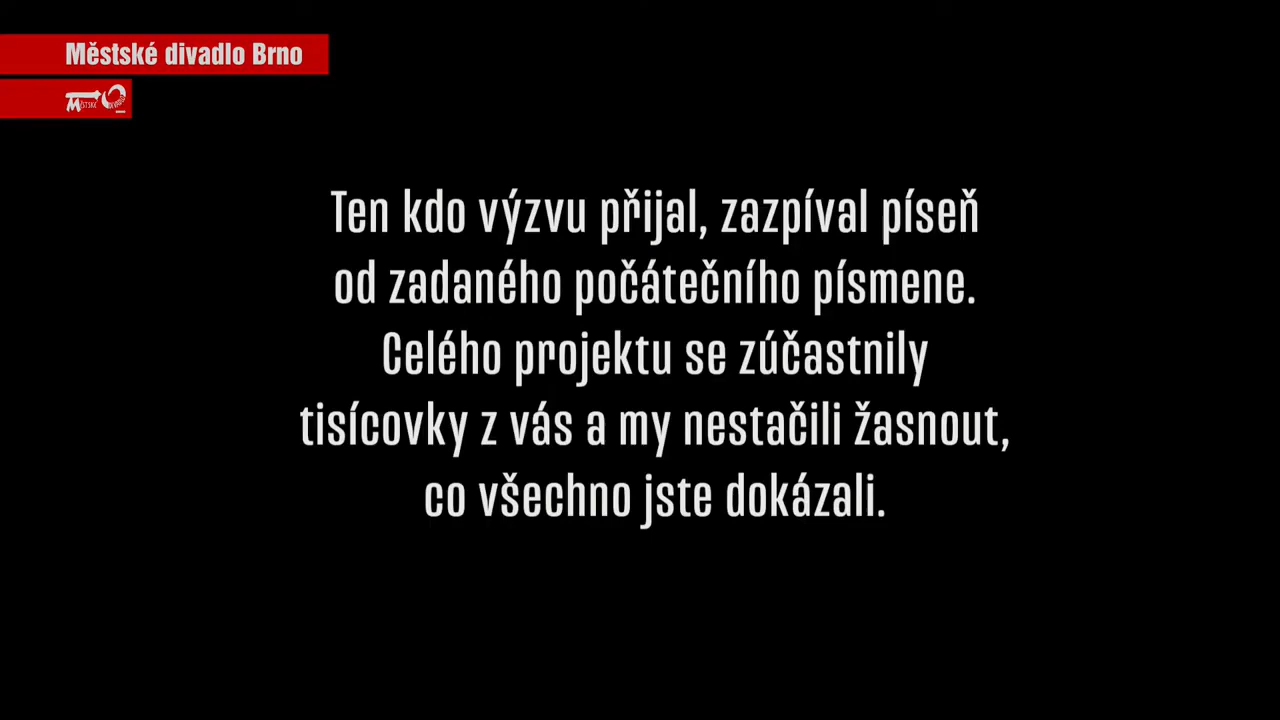 Městské divadlo Brno
Ten kdo výzvu přijal, zazpíval píseň
od zadaného počátečního písmene.
Celého projektu se zúčastnily
tisícovky z vás a my nestačili žasnout,
co všechno jste dokázali.